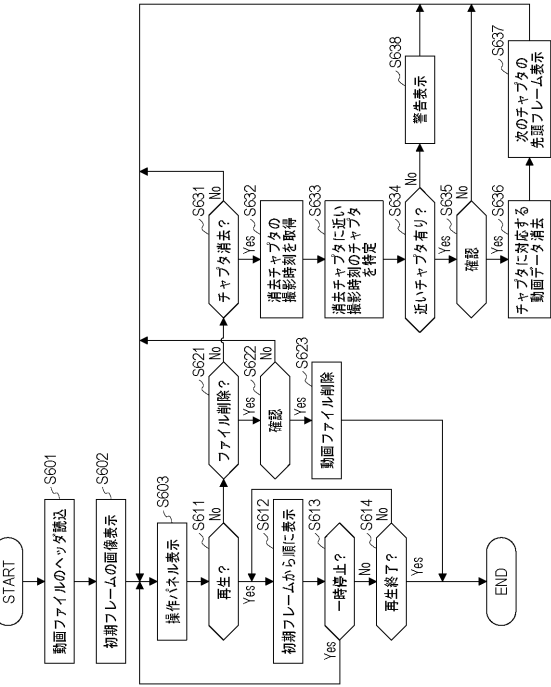 START
動画ファイルのヘッダ読込
S601
初期フレームの画像表示
S602
操作パネル表示
S603
再生?
S611
No
Yes
初期フレームから順に表示
S612
一時停止?
S613
Yes
No
再生終了?
S614
No
Yes
END
ファイル削除?
S621
No
Yes
確認
S622
No
Yes
動画ファイル削除
S623
チャプタ消去?
S631
No
Yes
消去チャプタの
撮影時刻を取得
S632
消去チャプタに近い
撮影時刻のチャプタ
を特定
S633
近いチャプタ有り?
S634
No
Yes
確認
S635
No
Yes
チャプタに対応する
動画データ消去
S636
次のチャプタの
先頭フレーム表示
S637
警告表示
S638